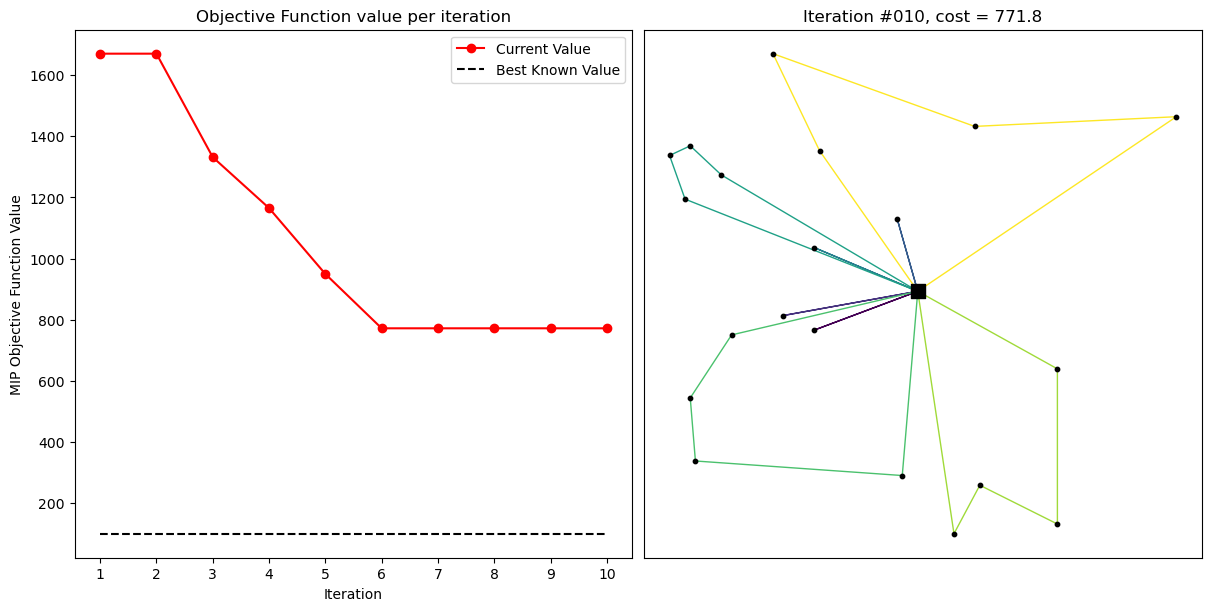 Objective Function value per iteration
Current Value
Best Known Value
MIP Objective Function Value
1600
1400
1200
1000
800
600
400
200
1 2 3 4 5 6 7 8 9 10
Iteration
Iteration #010, cost = 771.8